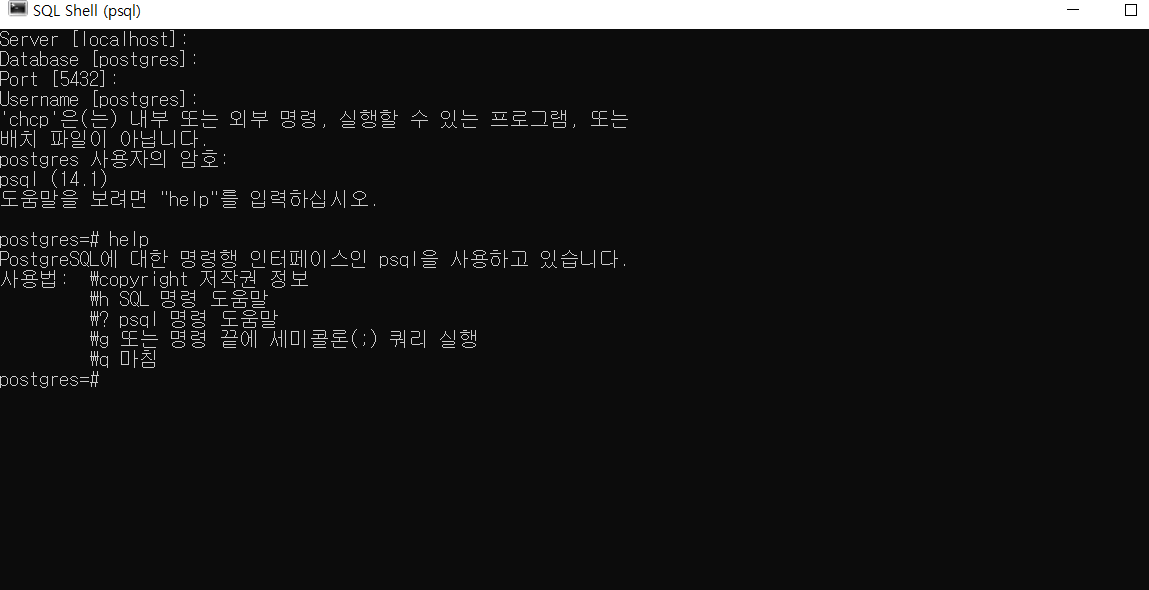 SQL Shell (psql)
Server [localhost]:
Database [postgres]:
Port [5432]:
Username [postgres]:
'chcp'은(는) 내부 또는 외부 명령, 실행할 수 있는 프로그램, 또는
배치 파일이 아닙니다.
postgres 사용자의 암호:
psql (14.1)
도움말을 보려면 "help"를 입력하십시오.
postgres=# help
PostgreSQL에 대한 명령행 인터페이스인 psql을 사용하고 있습니다.
사용법: ₩copyright 저작권 정보
₩h SQL 명령 도움말
₩? psql 명령 도움말
₩g 또는 명령 끝에 세미콜론(;) 쿼리 실행
₩q 마침
postgres=#